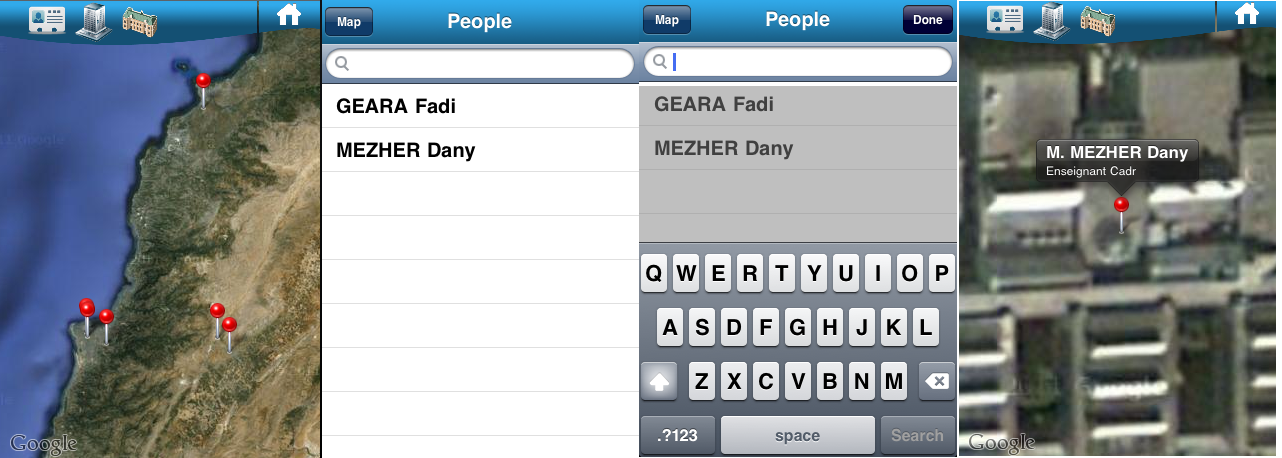 Google
Map
People
GEARA Fadi
MEZHER Dany
Map
People
Done
GEARA Fadi
MEZHER Dany
Q W E R T Y U I O P
A S D F G H J K L
Z X C V B N M
.?123
space
Search
M. MEZHER Dany
Enseignant Cadr
Google
Google